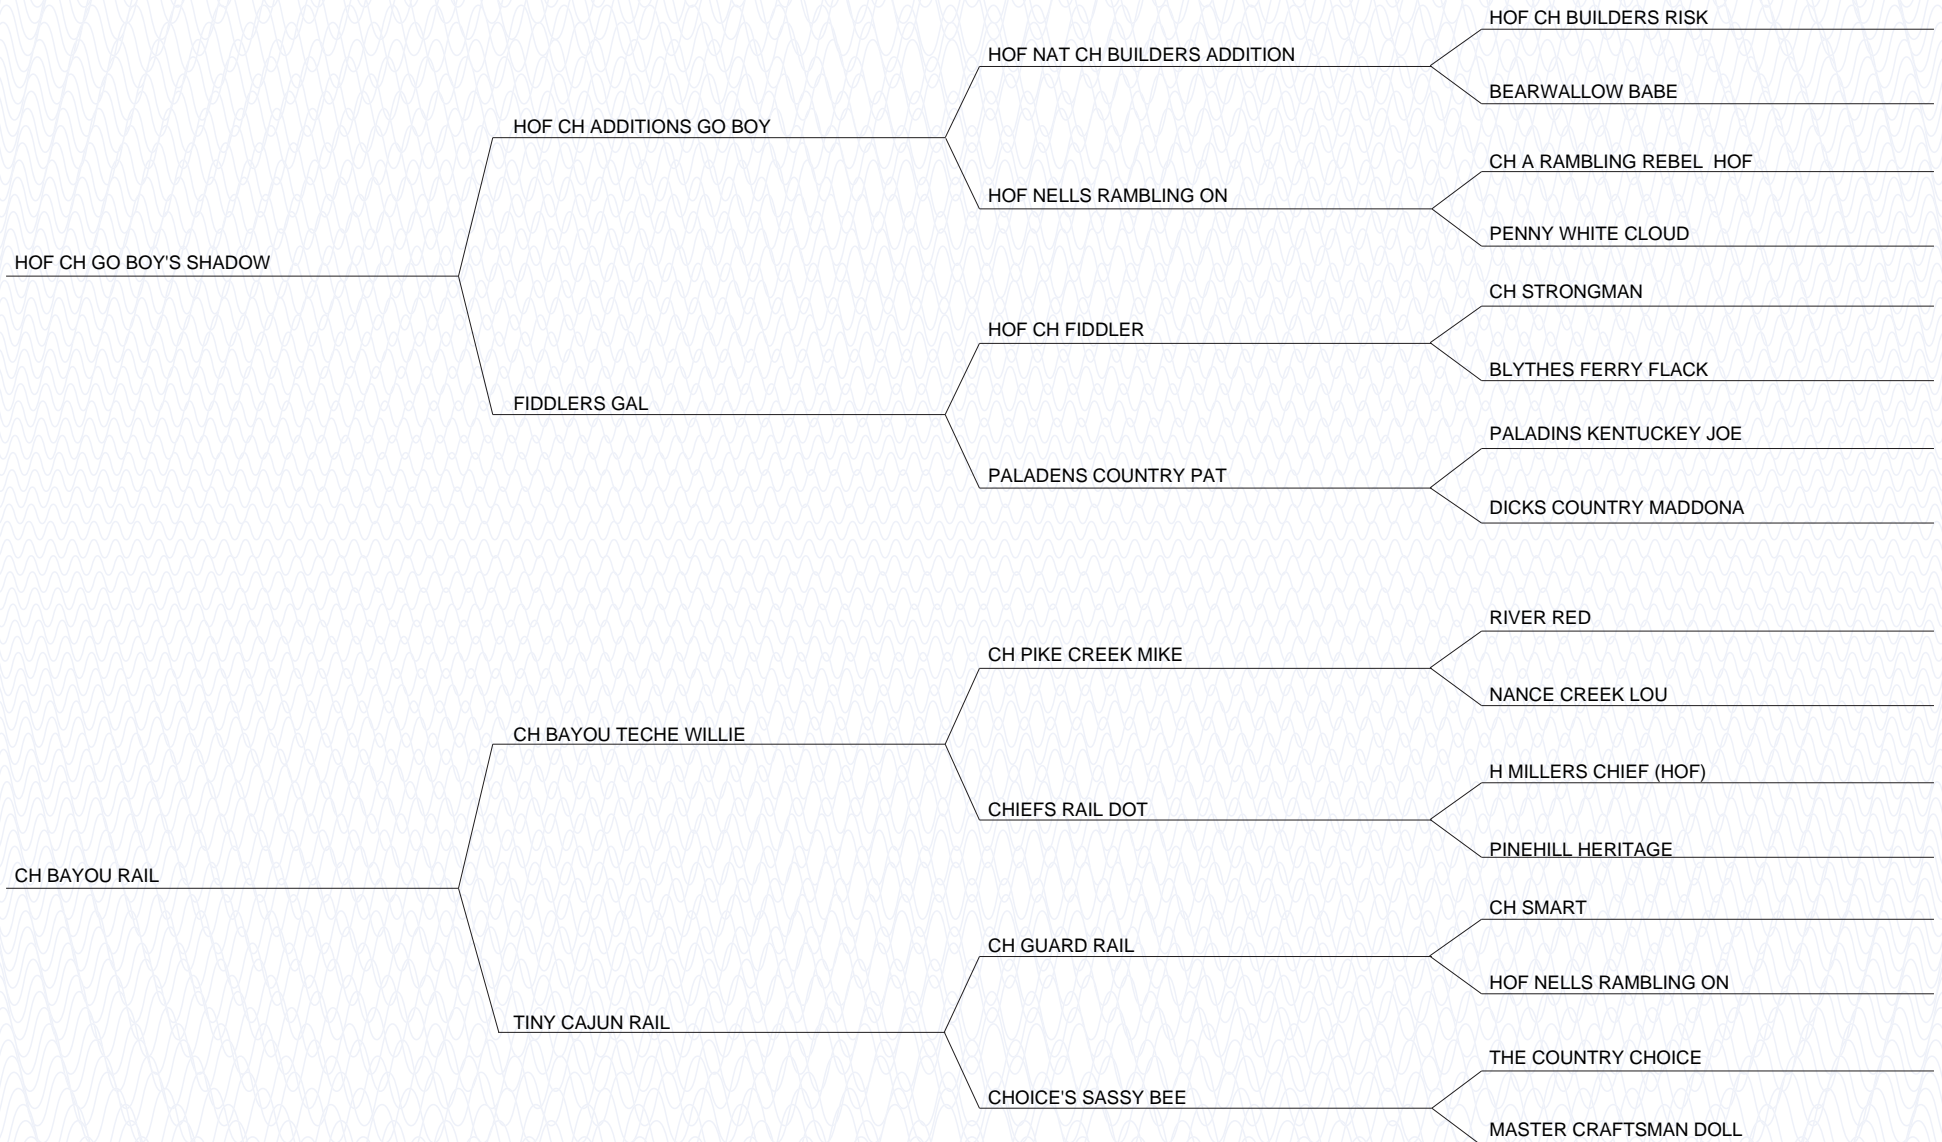 HOF CH BUILDERS RISK
HOF NAT CH BUILDERS ADDITION
BEARWALLOW BABE
HOF CH ADDITIONS GO BOY
CH A RAMBLING REBEL  HOF
HOF NELLS RAMBLING ON
PENNY WHITE CLOUD
HOF CH GO BOY'S SHADOW
CH STRONGMAN
HOF CH FIDDLER
BLYTHES FERRY FLACK
FIDDLERS GAL
PALADINS KENTUCKEY JOE
PALADENS COUNTRY PAT
DICKS COUNTRY MADDONA
RIVER RED
CH PIKE CREEK MIKE
NANCE CREEK LOU
CH BAYOU TECHE WILLIE
H MILLERS CHIEF (HOF)
CHIEFS RAIL DOT
PINEHILL HERITAGE
CH BAYOU RAIL
CH SMART
CH GUARD RAIL
HOF NELLS RAMBLING ON
TINY CAJUN RAIL
THE COUNTRY CHOICE
CHOICE'S SASSY BEE
MASTER CRAFTSMAN DOLL